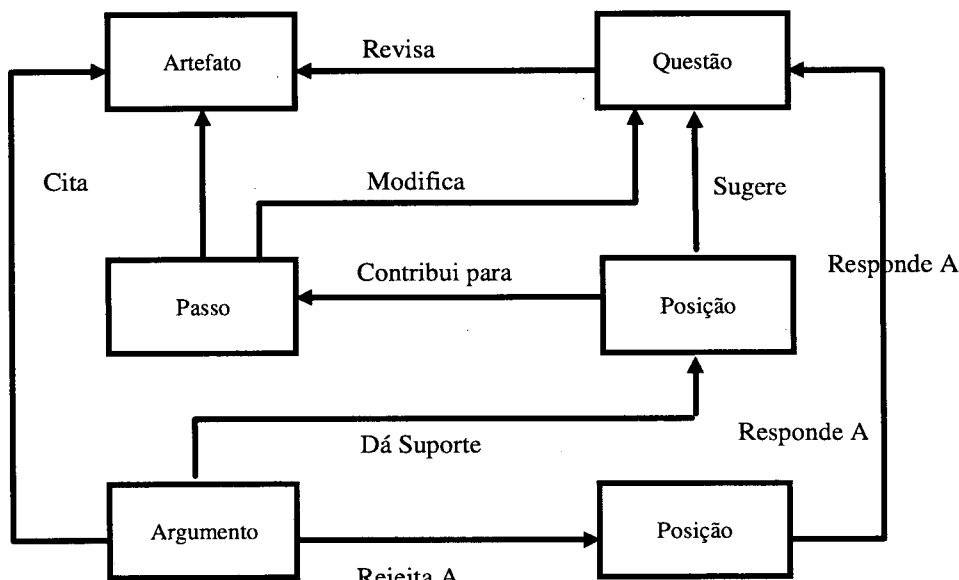 Revisa
Artefato
Questão
Cita
Modifica
Sugere
Responde A
Contribui para
Passo
Posição
Dá Suporte
Responde A
Argumento
Posição
Rejeita A